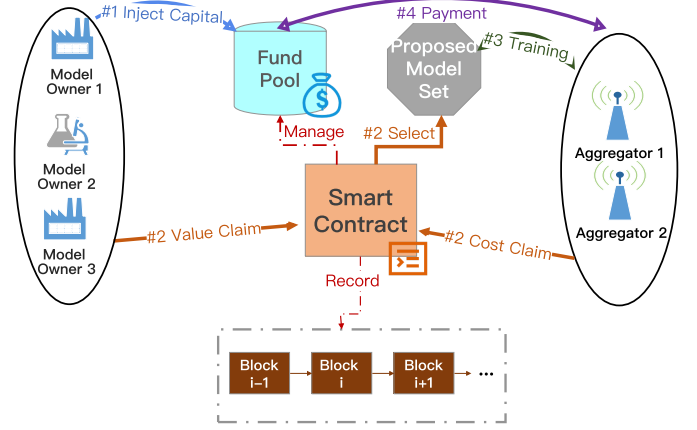 #1 Inject Capital
#4 Payment
Fund
Pool
$
Proposed
Model
Set
#3 Training
Model
Owner 1
Manage
#2 Select
Aggregator 1
Model
Owner 2
Smart
Contract
Aggregator 2
#2 Value Claim
#2 Cost Claim
Model
Owner 3
Record
Block
i-1
Block
i
Block
i+1
...